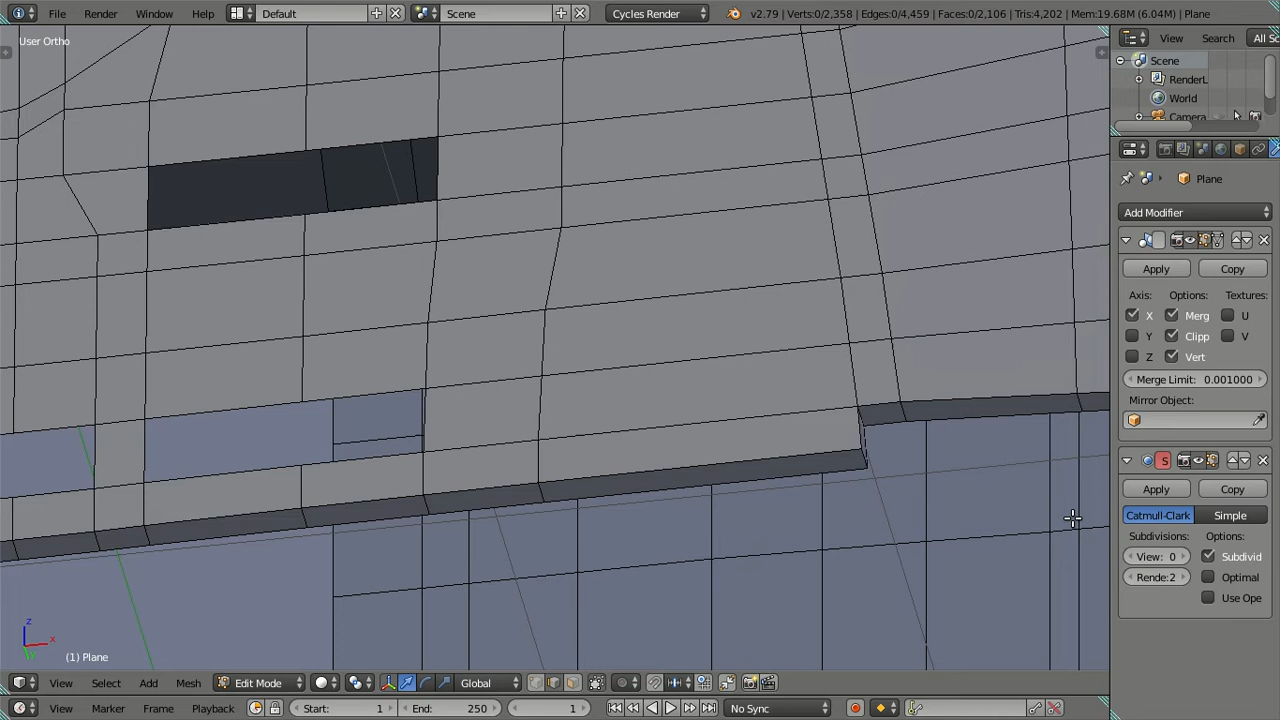 File Render Window Help Default Scene Cycles Render v2.79 | Verts:0/2,358 | Edges:0/4,459 | Faces:0/2,106 | Tris:4,202 | Mem:19.68M (6.04M) | Plane
User Ortho
View Search All Sc
Scene
RenderL
World
Camera
Plane
Add Modifier
Apply Copy
Axis: Options: Textures:
X Merg U
Y Clipp V
Z Vert
Merge Limit: 0.001000
Mirror Object:
S
Apply Copy
Catmull-Clark Simple
Subdivisions: Options:
View: 0 Subdivid
Rende:2 Optimal
Use Ope
z
x
y
(1) Plane
View Select Add Mesh Edit Mode Global
View Marker Frame Playback Start: 1 End: 250 1 No Sync